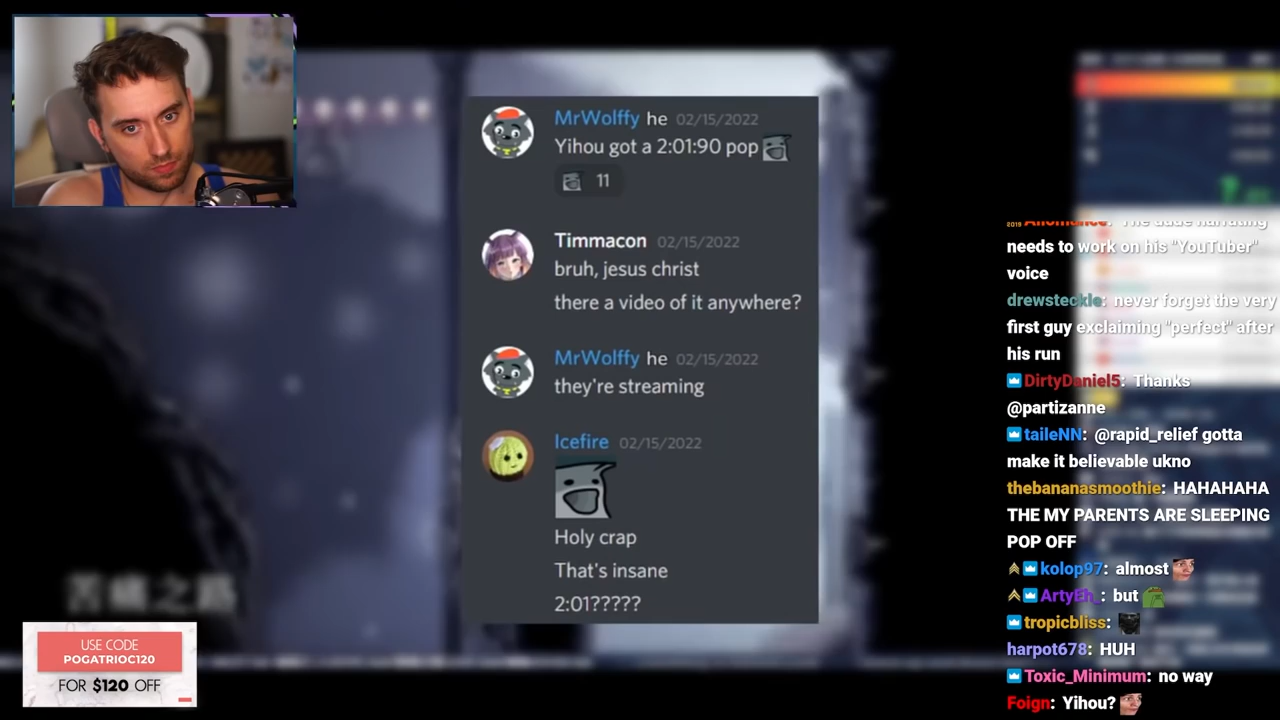 MrWolffy he 02/15/2022
Yihou got a 2:01:90 pop
11
Timmacon 02/15/2022
bruh, jesus christ
there a video of it anywhere?
MrWolffy he 02/15/2022
they're streaming
Icefire 02/15/2022
Holy crap
That's insane
2:01?????
苦痛之路
USE CODE
POGATRIOC120
FOR $120 OFF
needs to work on his "YouTuber"
voice
drewsteckle: never forget the very
first guy exclaiming "perfect" after
his run
DirtyDaniel5: Thanks
@partizanne
taileNN: @rapid_relief gotta
make it believable ukno
thebananasmoothie: HAHAHAHA
THE MY PARENTS ARE SLEEPING
POP OFF
kolop97: almost
ArtyEh_: but
tropicbliss:
harpot678: HUH
Toxic_Minimum: no way
Foign: Yihou?